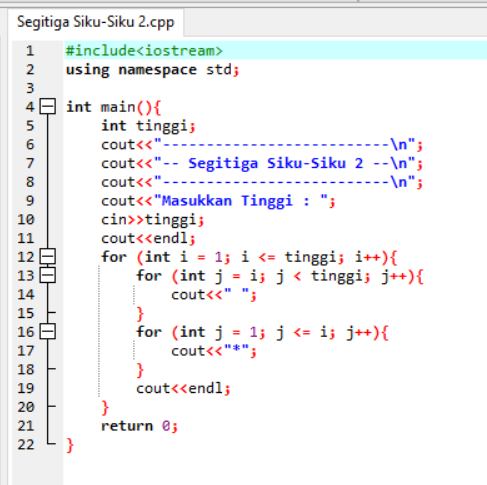 Segitiga Siku-Siku 2.cpp
1 #include<iostream>
2 using namespace std;
3
4 int main(){
5     int tinggi;
6     cout<<"--------------------------\n";
7     cout<<"-- Segitiga Siku-Siku 2 --\n";
8     cout<<"--------------------------\n";
9     cout<<"Masukkan Tinggi : ";
10     cin>>tinggi;
11     cout<<endl;
12     for (int i = 1; i <= tinggi; i++){
13         for (int j = i; j < tinggi; j++){
14             cout<<" ";
15         }
16         for (int j = 1; j <= i; j++){
17             cout<<"*";
18         }
19         cout<<endl;
20     }
21     return 0;
22 }